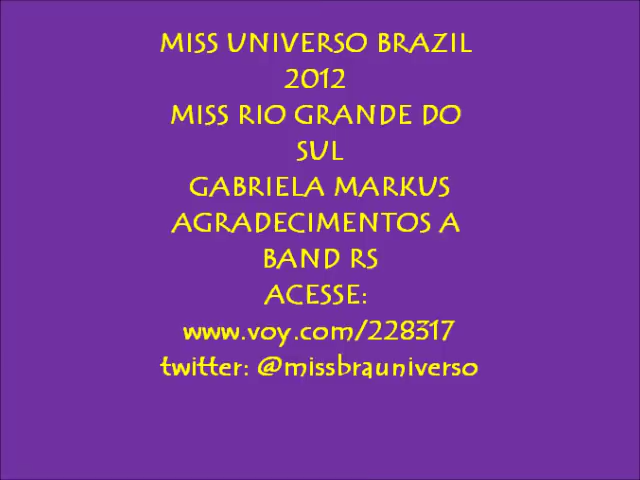 MISS UNIVERSO BRAZIL
2012
MISS RIO GRANDE DO
SUL
GABRIELA MARKUS
AGRADECIMENTOS A
BAND RS
ACESSE:
www.voy.com/228317
twitter: @missbrauniverso